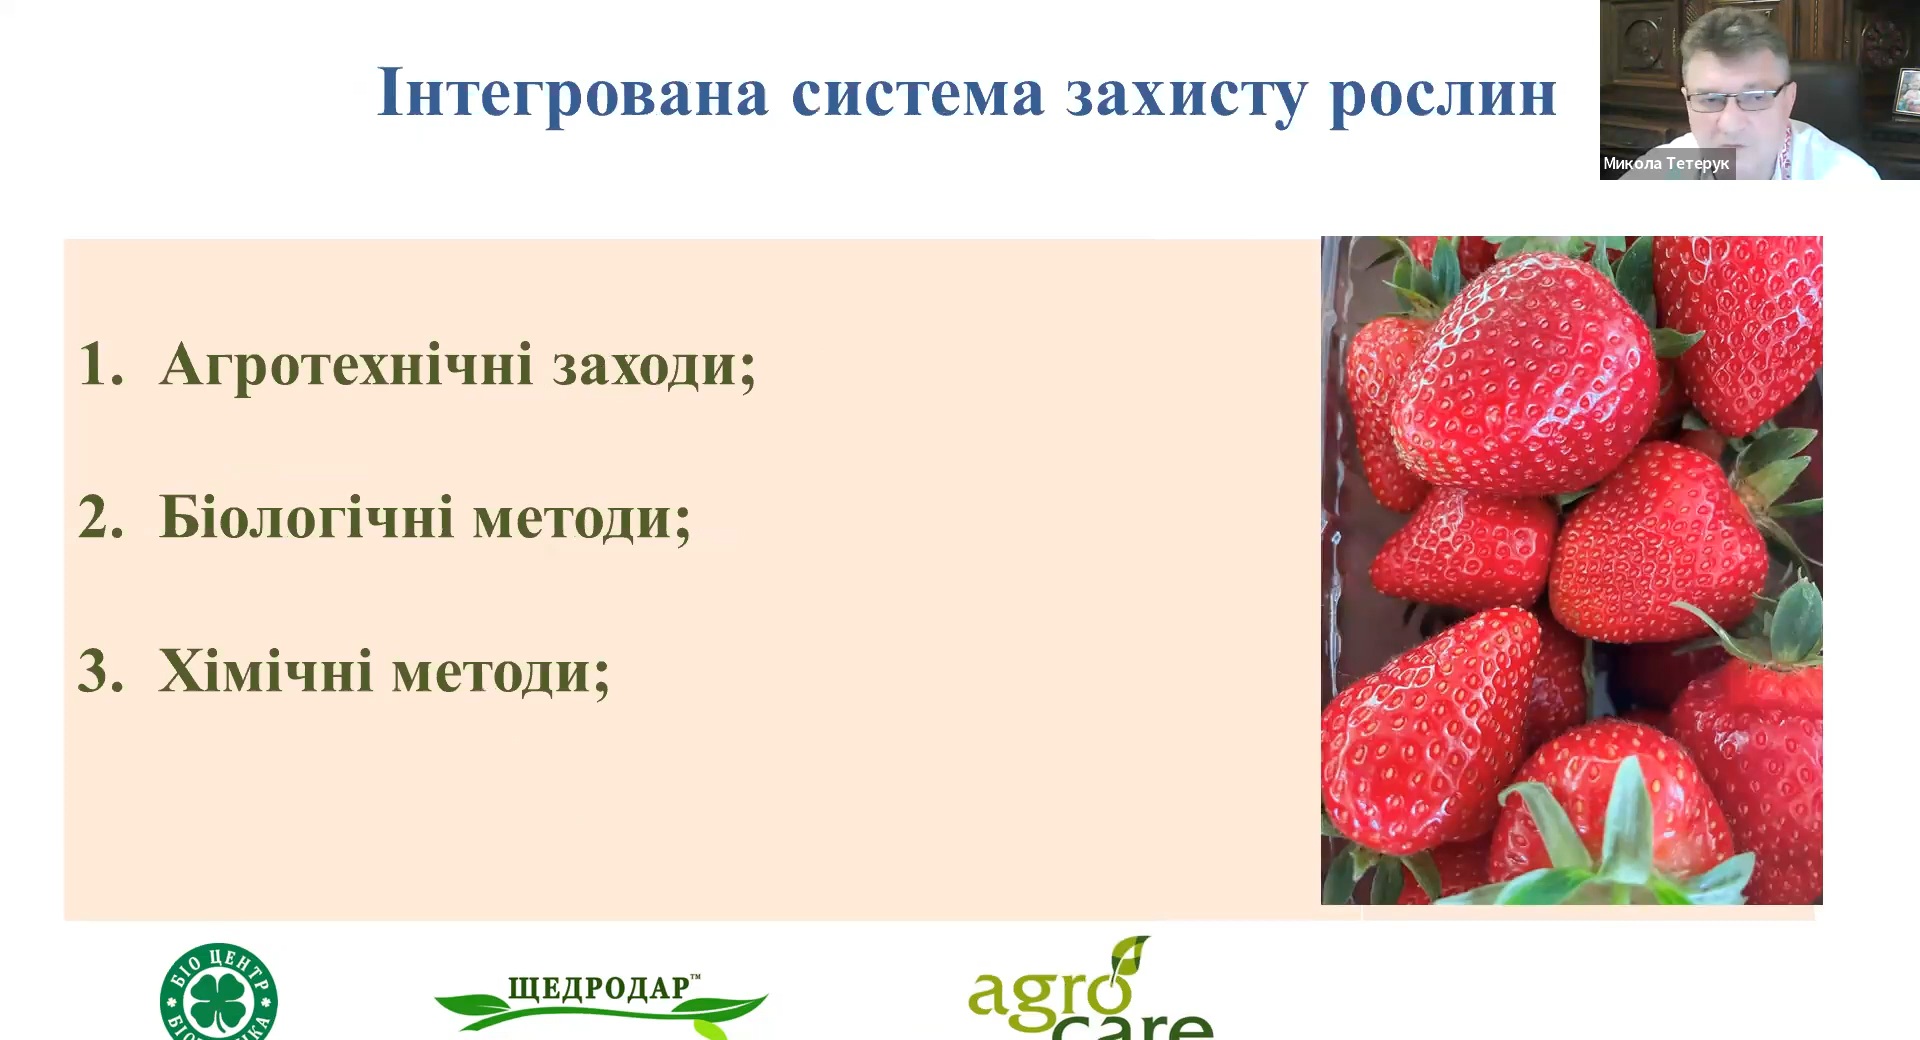 Інтегрована система захисту рослин
Микола Тетерук
1. Агротехнічні заходи;
2. Біологічні методи;
3. Хімічні методи;
БІО ЦЕНТР
ЩЕДРОДАР™
agro
care